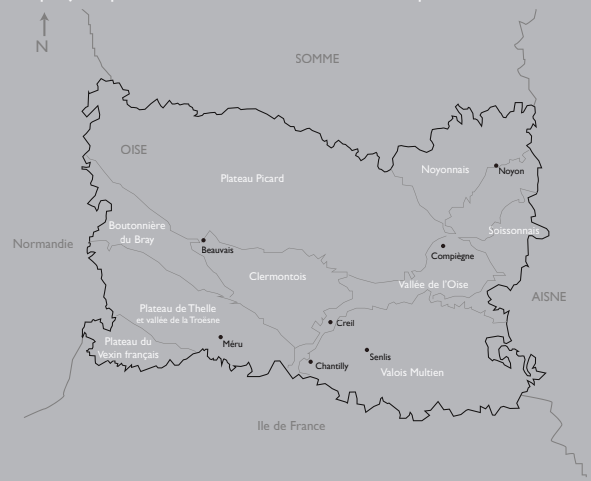 N
SOMME
OISE
Plateau Picard
Noyonnais
Noyon
Boutonnière
du Bray
Soissonnais
Normandie
Beauvais
Compiègne
Clermontois
Vallée de l'Oise
AISNE
Plateau de Thelle
et vallée de la Troësne
Creil
Plateau du
Vexin français
Méru
Senlis
Chantilly
Valois Multien
Ile de France